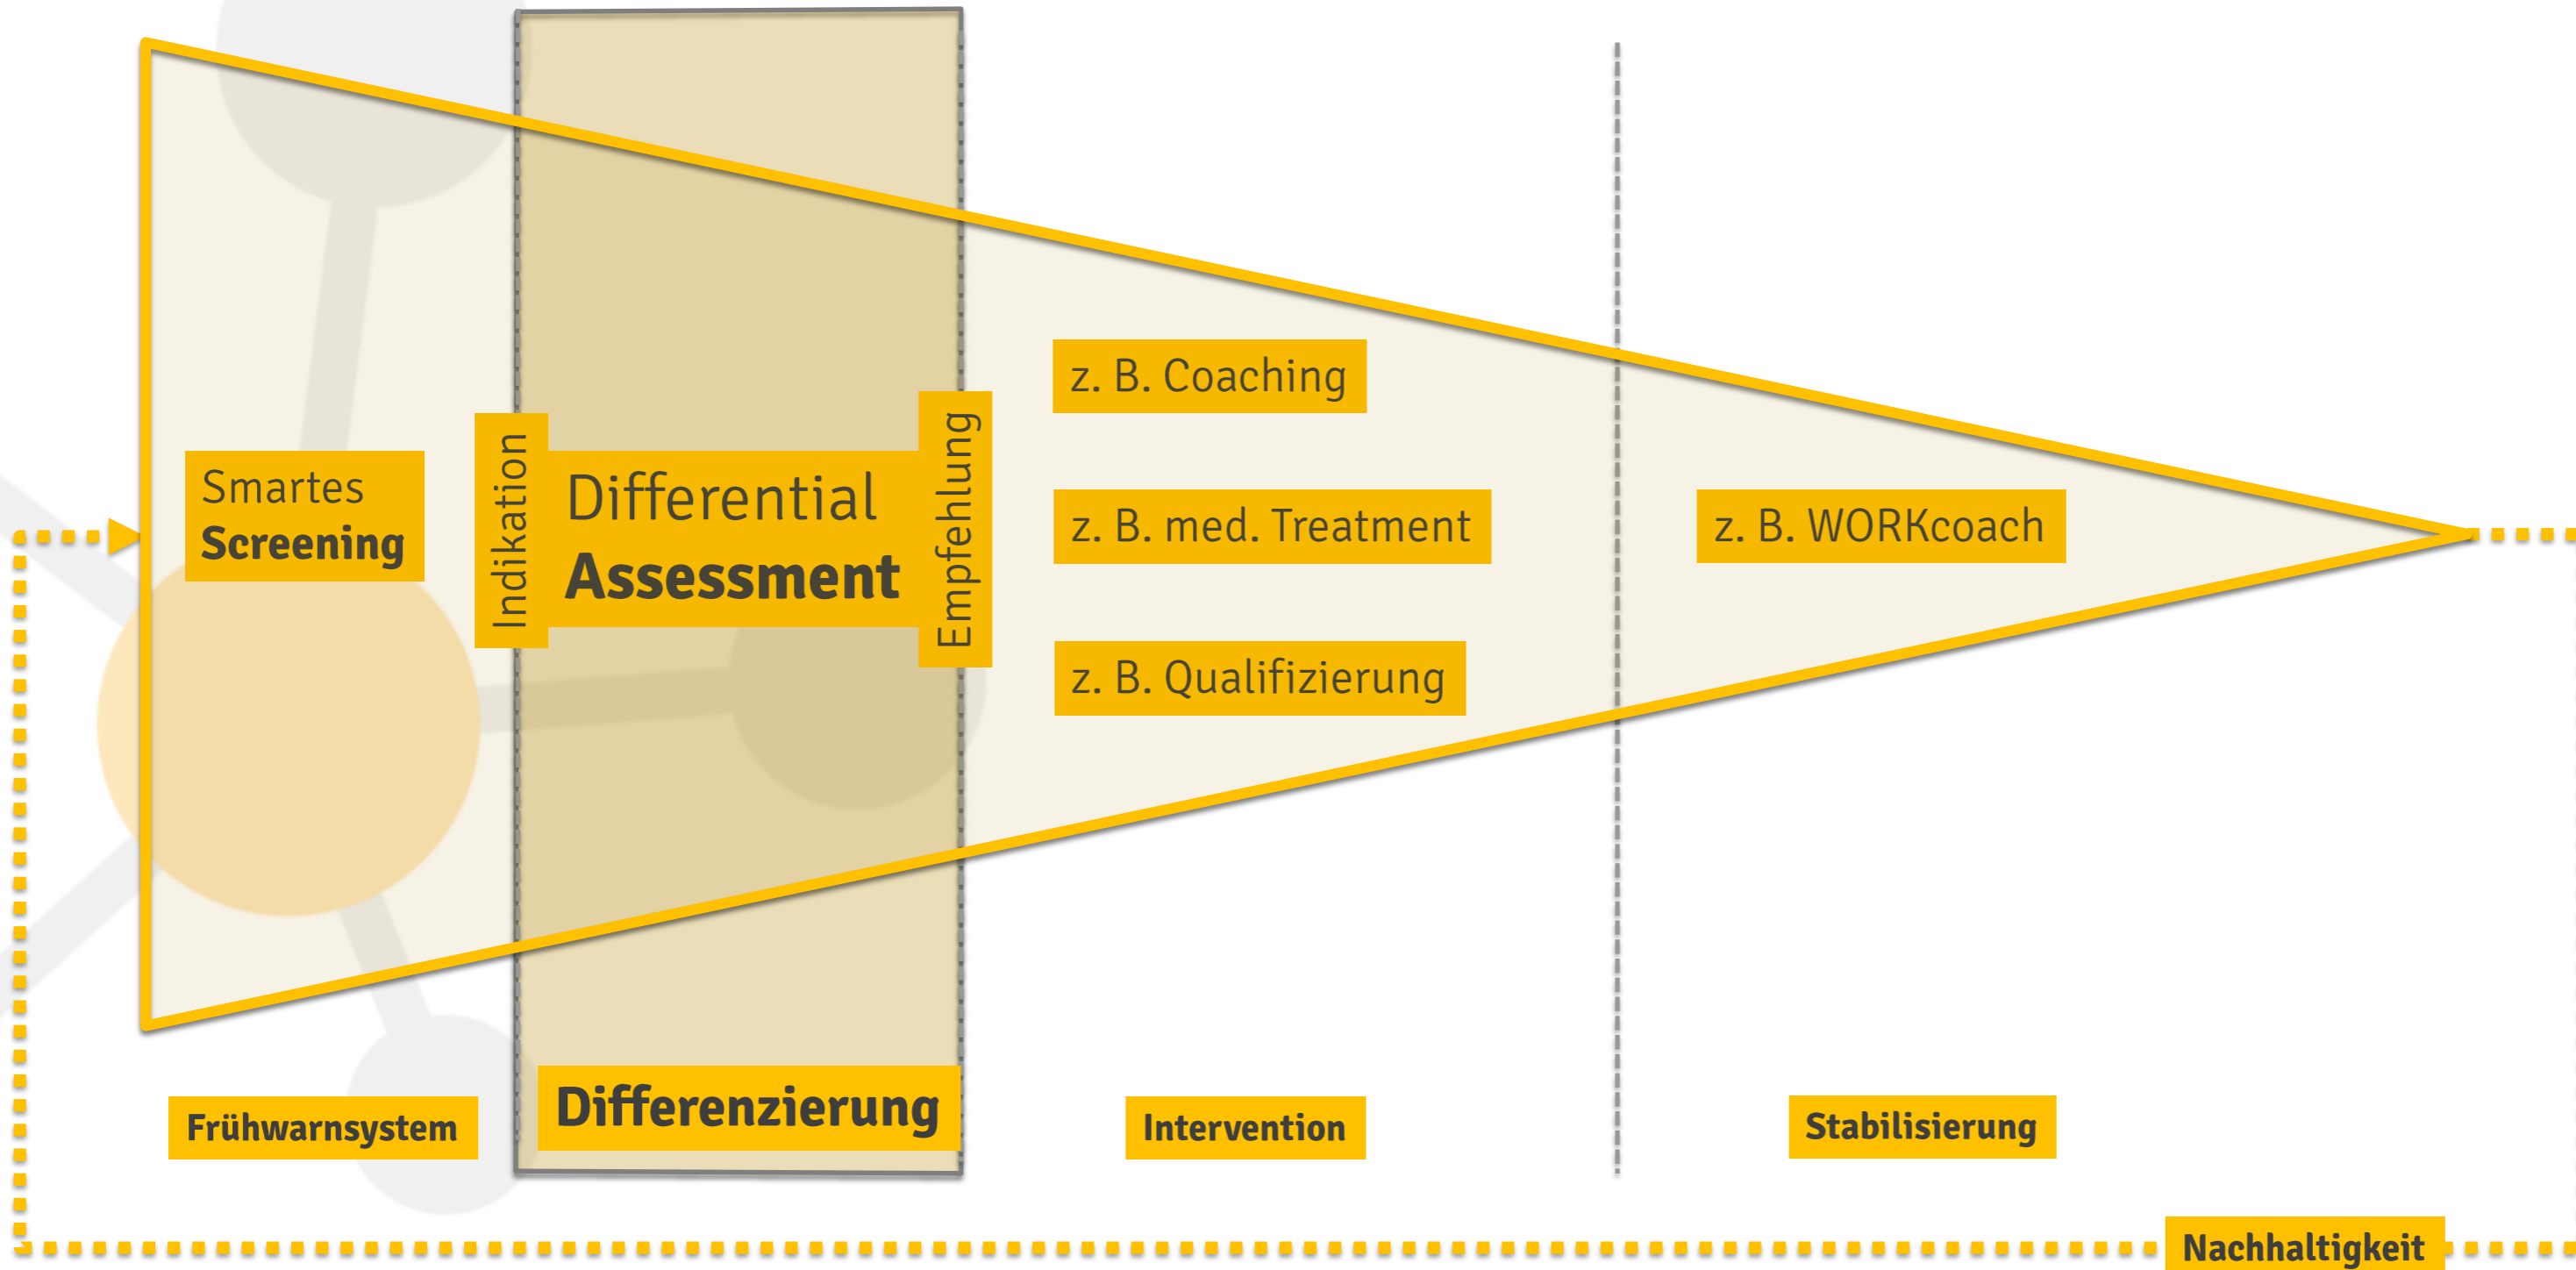 Smartes
Screening
Indikation
Differential
Assessment
Empfehlung
z. B. Coaching
z. B. med. Treatment
z. B. Qualifizierung
z. B. WORKcoach
Frühwarnsystem
Differenzierung
Intervention
Stabilisierung
Nachhaltigkeit